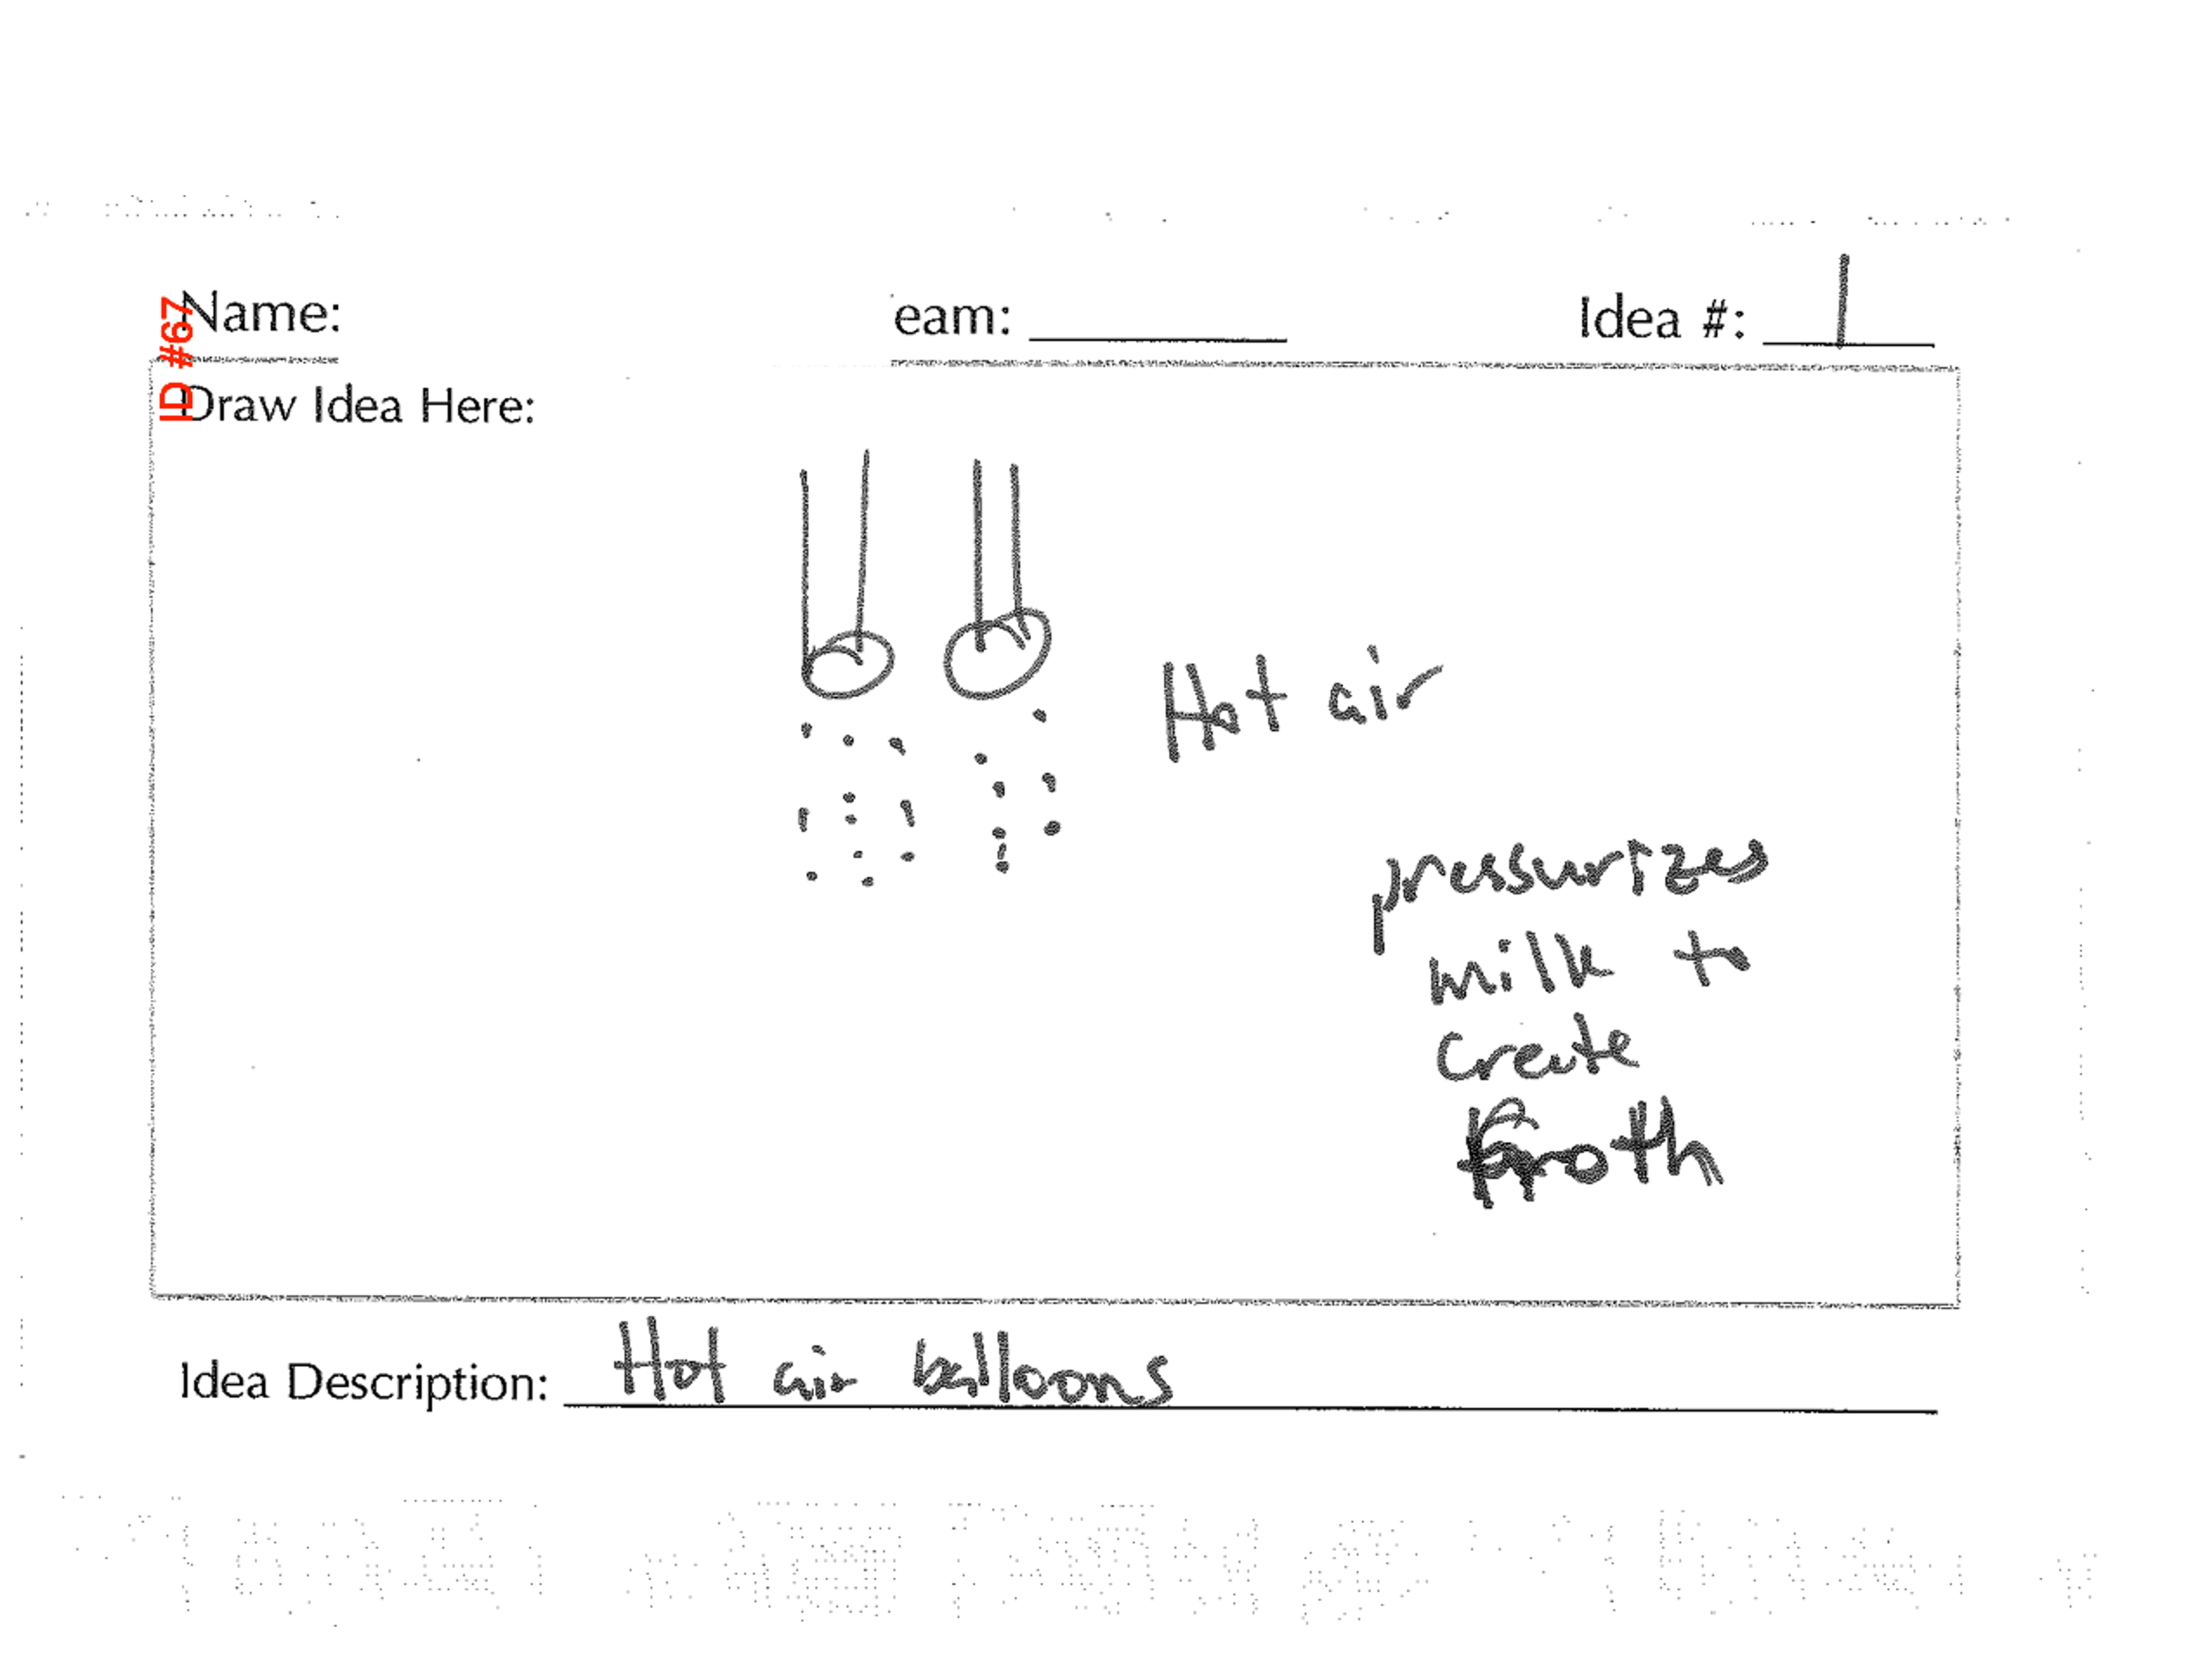 ID #67
Name:
eam:
Idea #: 1
Draw Idea Here:
Hot air
pressurizes
milk to
create
froth
Idea Description: Hot air balloons